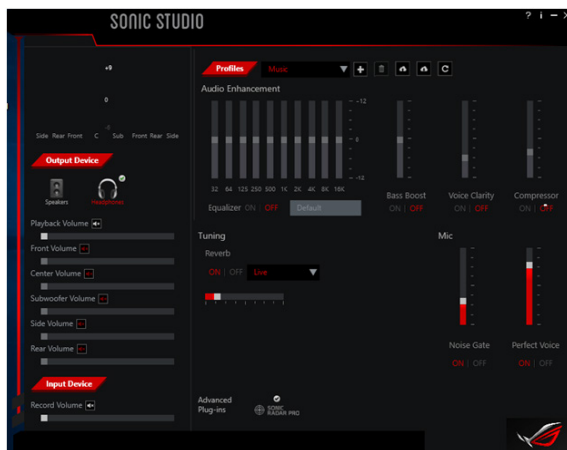 SONIC STUDIO
? i
+9
0
Side Rear Front C Sub Front Rear Side
Output Device
Speakers
Headphones
Playback Volume
Front Volume
Center Volume
Subwoofer Volume
Side Volume
Rear Volume
Input Device
Record Volume
Profiles
Music
Audio Enhancement
+12
-12
32 64 125 250 500 1K 2K 4K 8K 16K
Equalizer ON | OFF Default
Bass Boost
ON | OFF
Voice Clarity
ON | OFF
Compressor
ON | OFF
Tuning
Reverb
ON | OFF Live
Mic
Noise Gate
ON | OFF
Perfect Voice
ON | OFF
Advanced
Plug-ins
SONIC
RADAR PRO